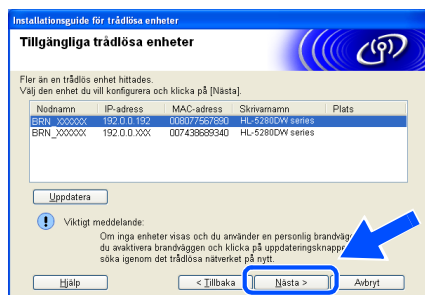 Installationsguide för trådlösa enheter
Tillgängliga trådlösa enheter
Fler än en trådlös enhet hittades.
Välj den enhet du vill konfigurera och klicka på [Nästa].
Nodnamn IP-adress MAC-adress Skrivarnamn Plats
BRN_XXXXXX 192.0.0.192 008077567890 HL-5280DW series
BRN_XXXXXX 192.0.0.XXX 007438689340 HL-5280DW series
Uppdatera
Viktigt meddelande:
Om inga enheter visas och du använder en personlig
du avaktivera brandväggen och klicka på
söka igenom det trådlösa nätverket på nytt.
Hjälp < Tillbaka Nästa > Avbryt